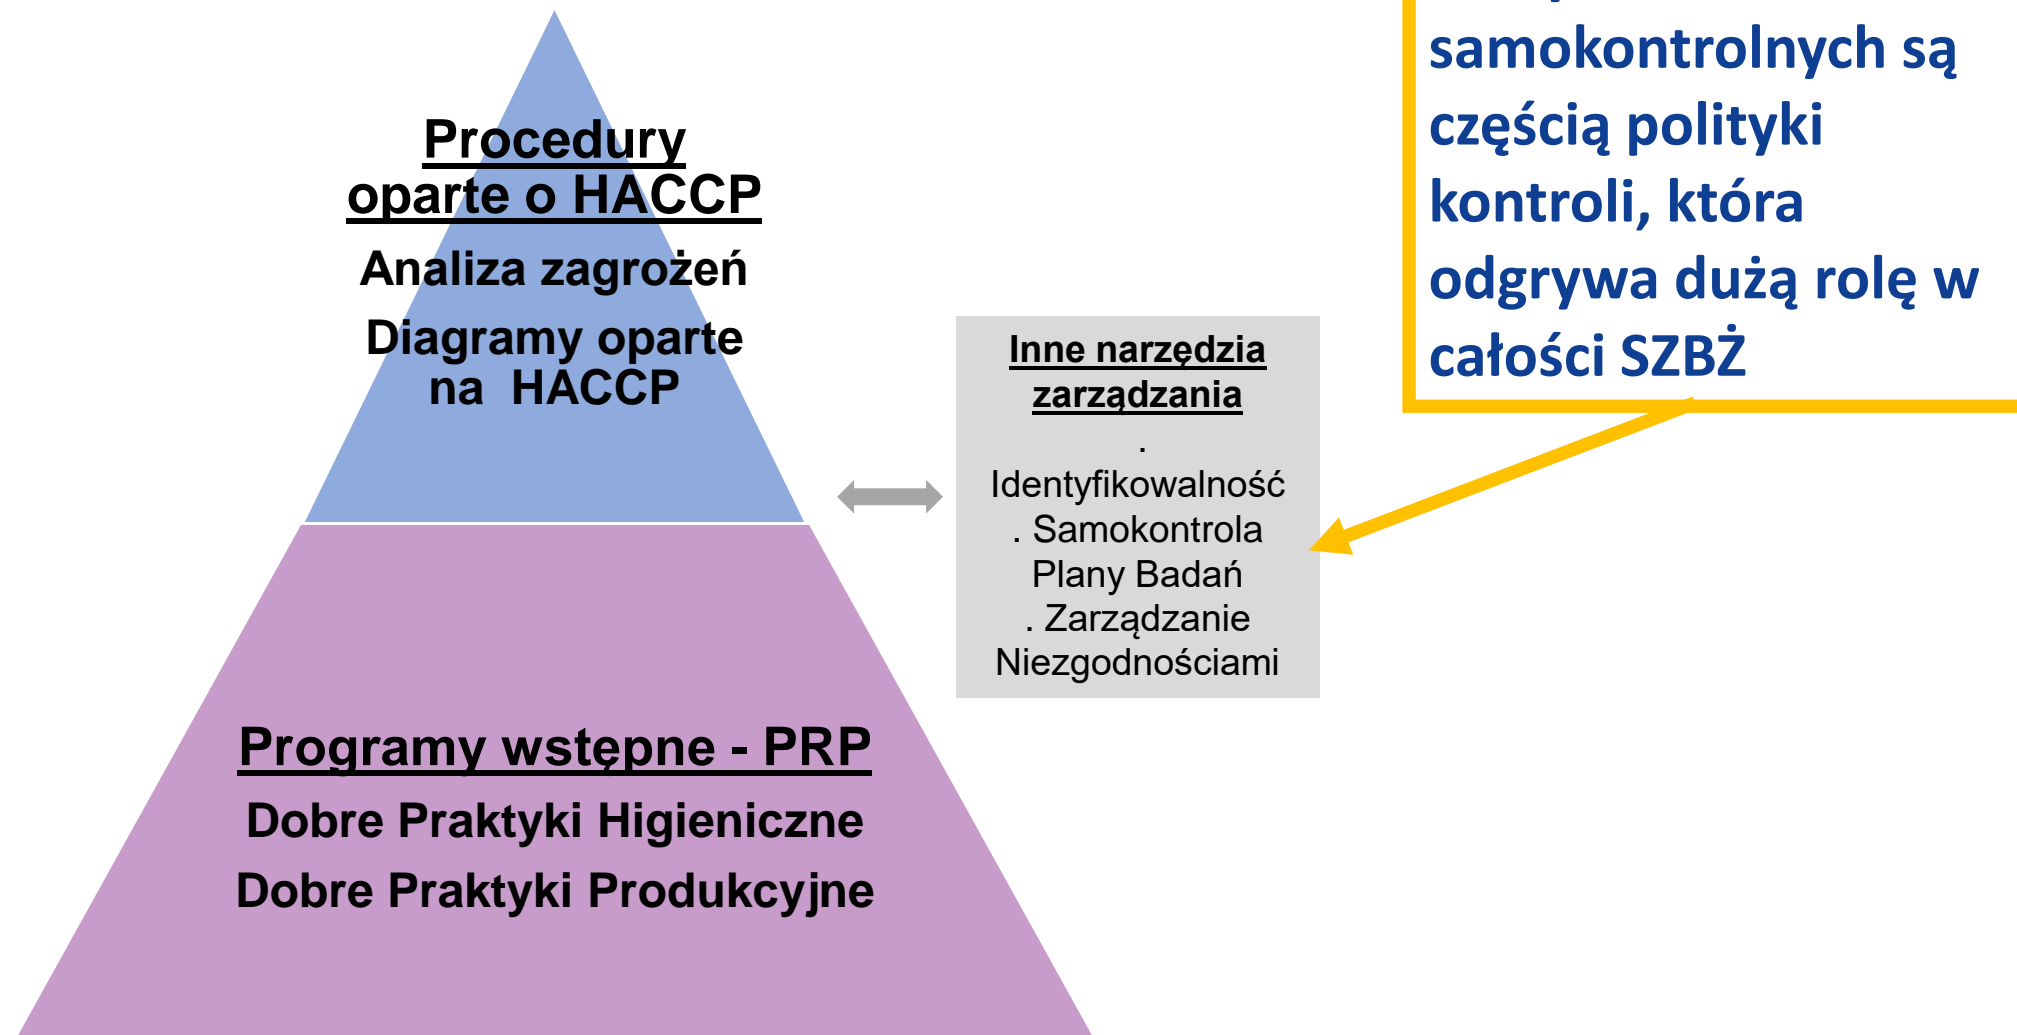 Procedury
oparte o HACCP
Analiza zagrożeń
Diagramy oparte
na HACCP
Programy wstępne - PRP
Dobre Praktyki Higieniczne
Dobre Praktyki Produkcyjne
Inne narzędzia
zarządzania
.
Identyfikowalność
. Samokontrola
Plany Badań
. Zarządzanie
Niezgodnościami
samokontrolnych są
częścią polityki
kontroli, która
odgrywa dużą rolę w
całości SZBŻ